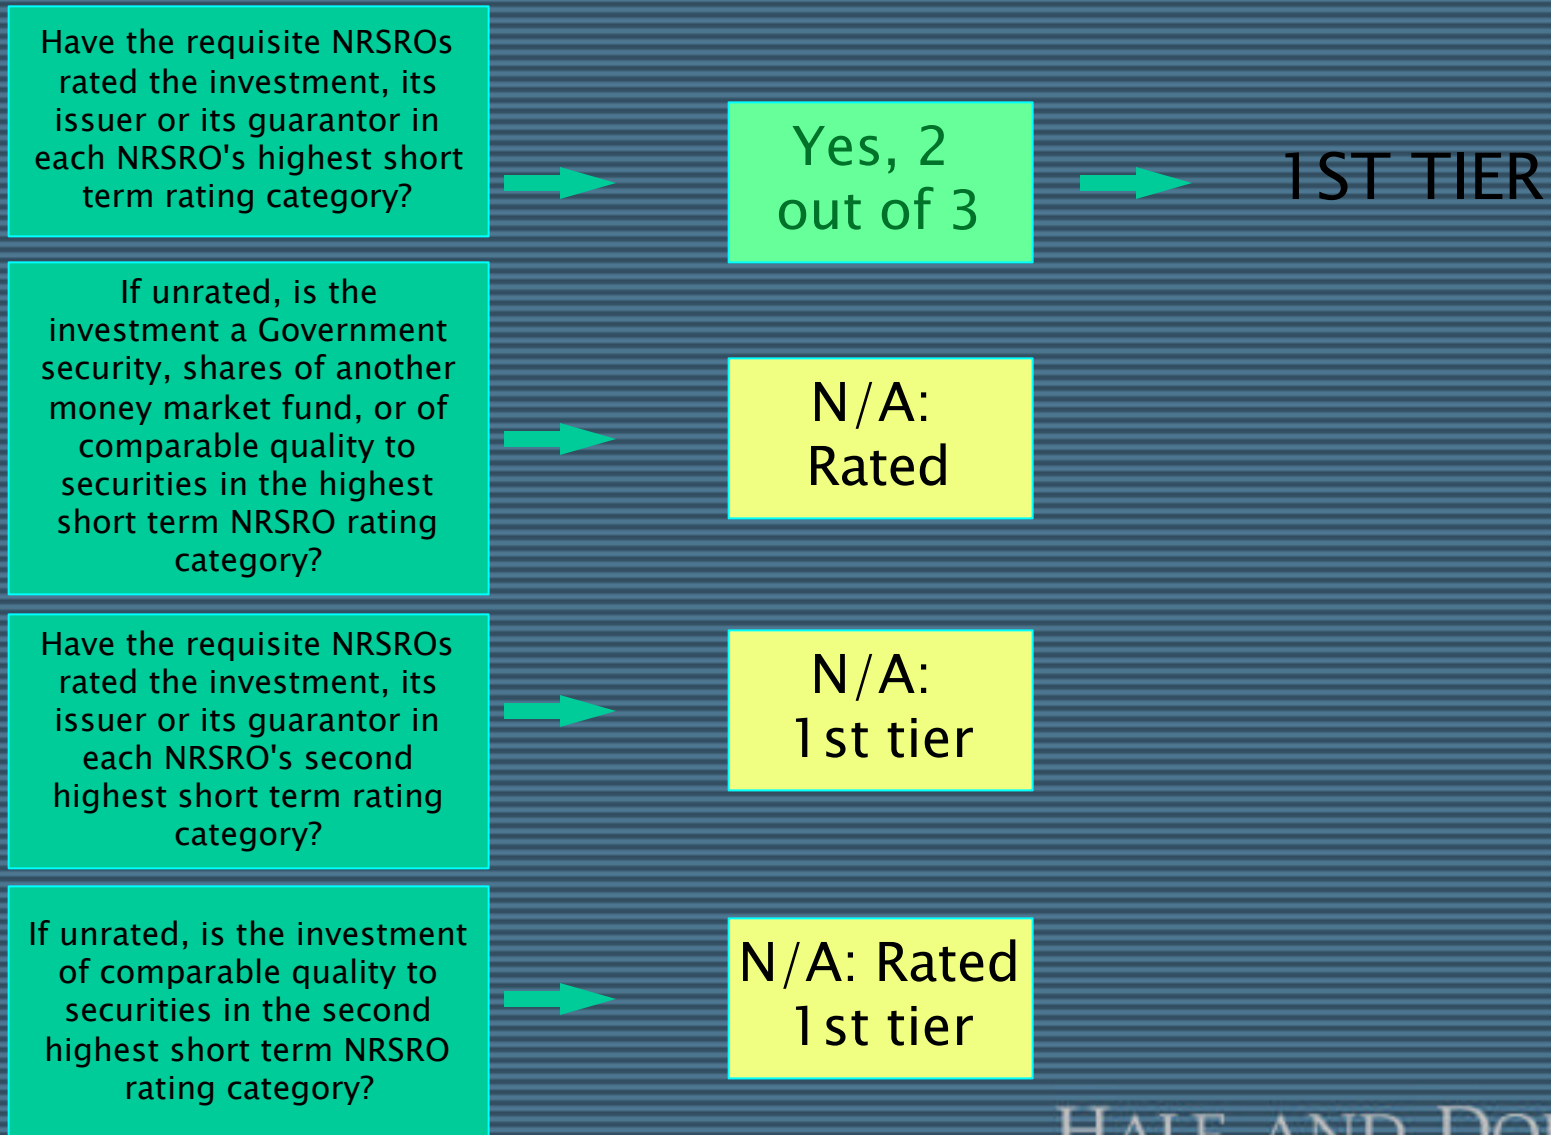 Have the requisite NRSROs
rated the investment, its
issuer or its guarantor in
each NRSRO's highest short
term rating category?
Yes, 2
out of 3
1ST TIER
If unrated, is the
investment a Government
security, shares of another
money market fund, or of
comparable quality to
securities in the highest
short term NRSRO rating
category?
N/A:
Rated
Have the requisite NRSROs
rated the investment, its
issuer or its guarantor in
each NRSRO's second
highest short term rating
category?
N/A:
1st tier
If unrated, is the investment
of comparable quality to
securities in the second
highest short term NRSRO
rating category?
N/A: Rated
1st tier
HALE AND